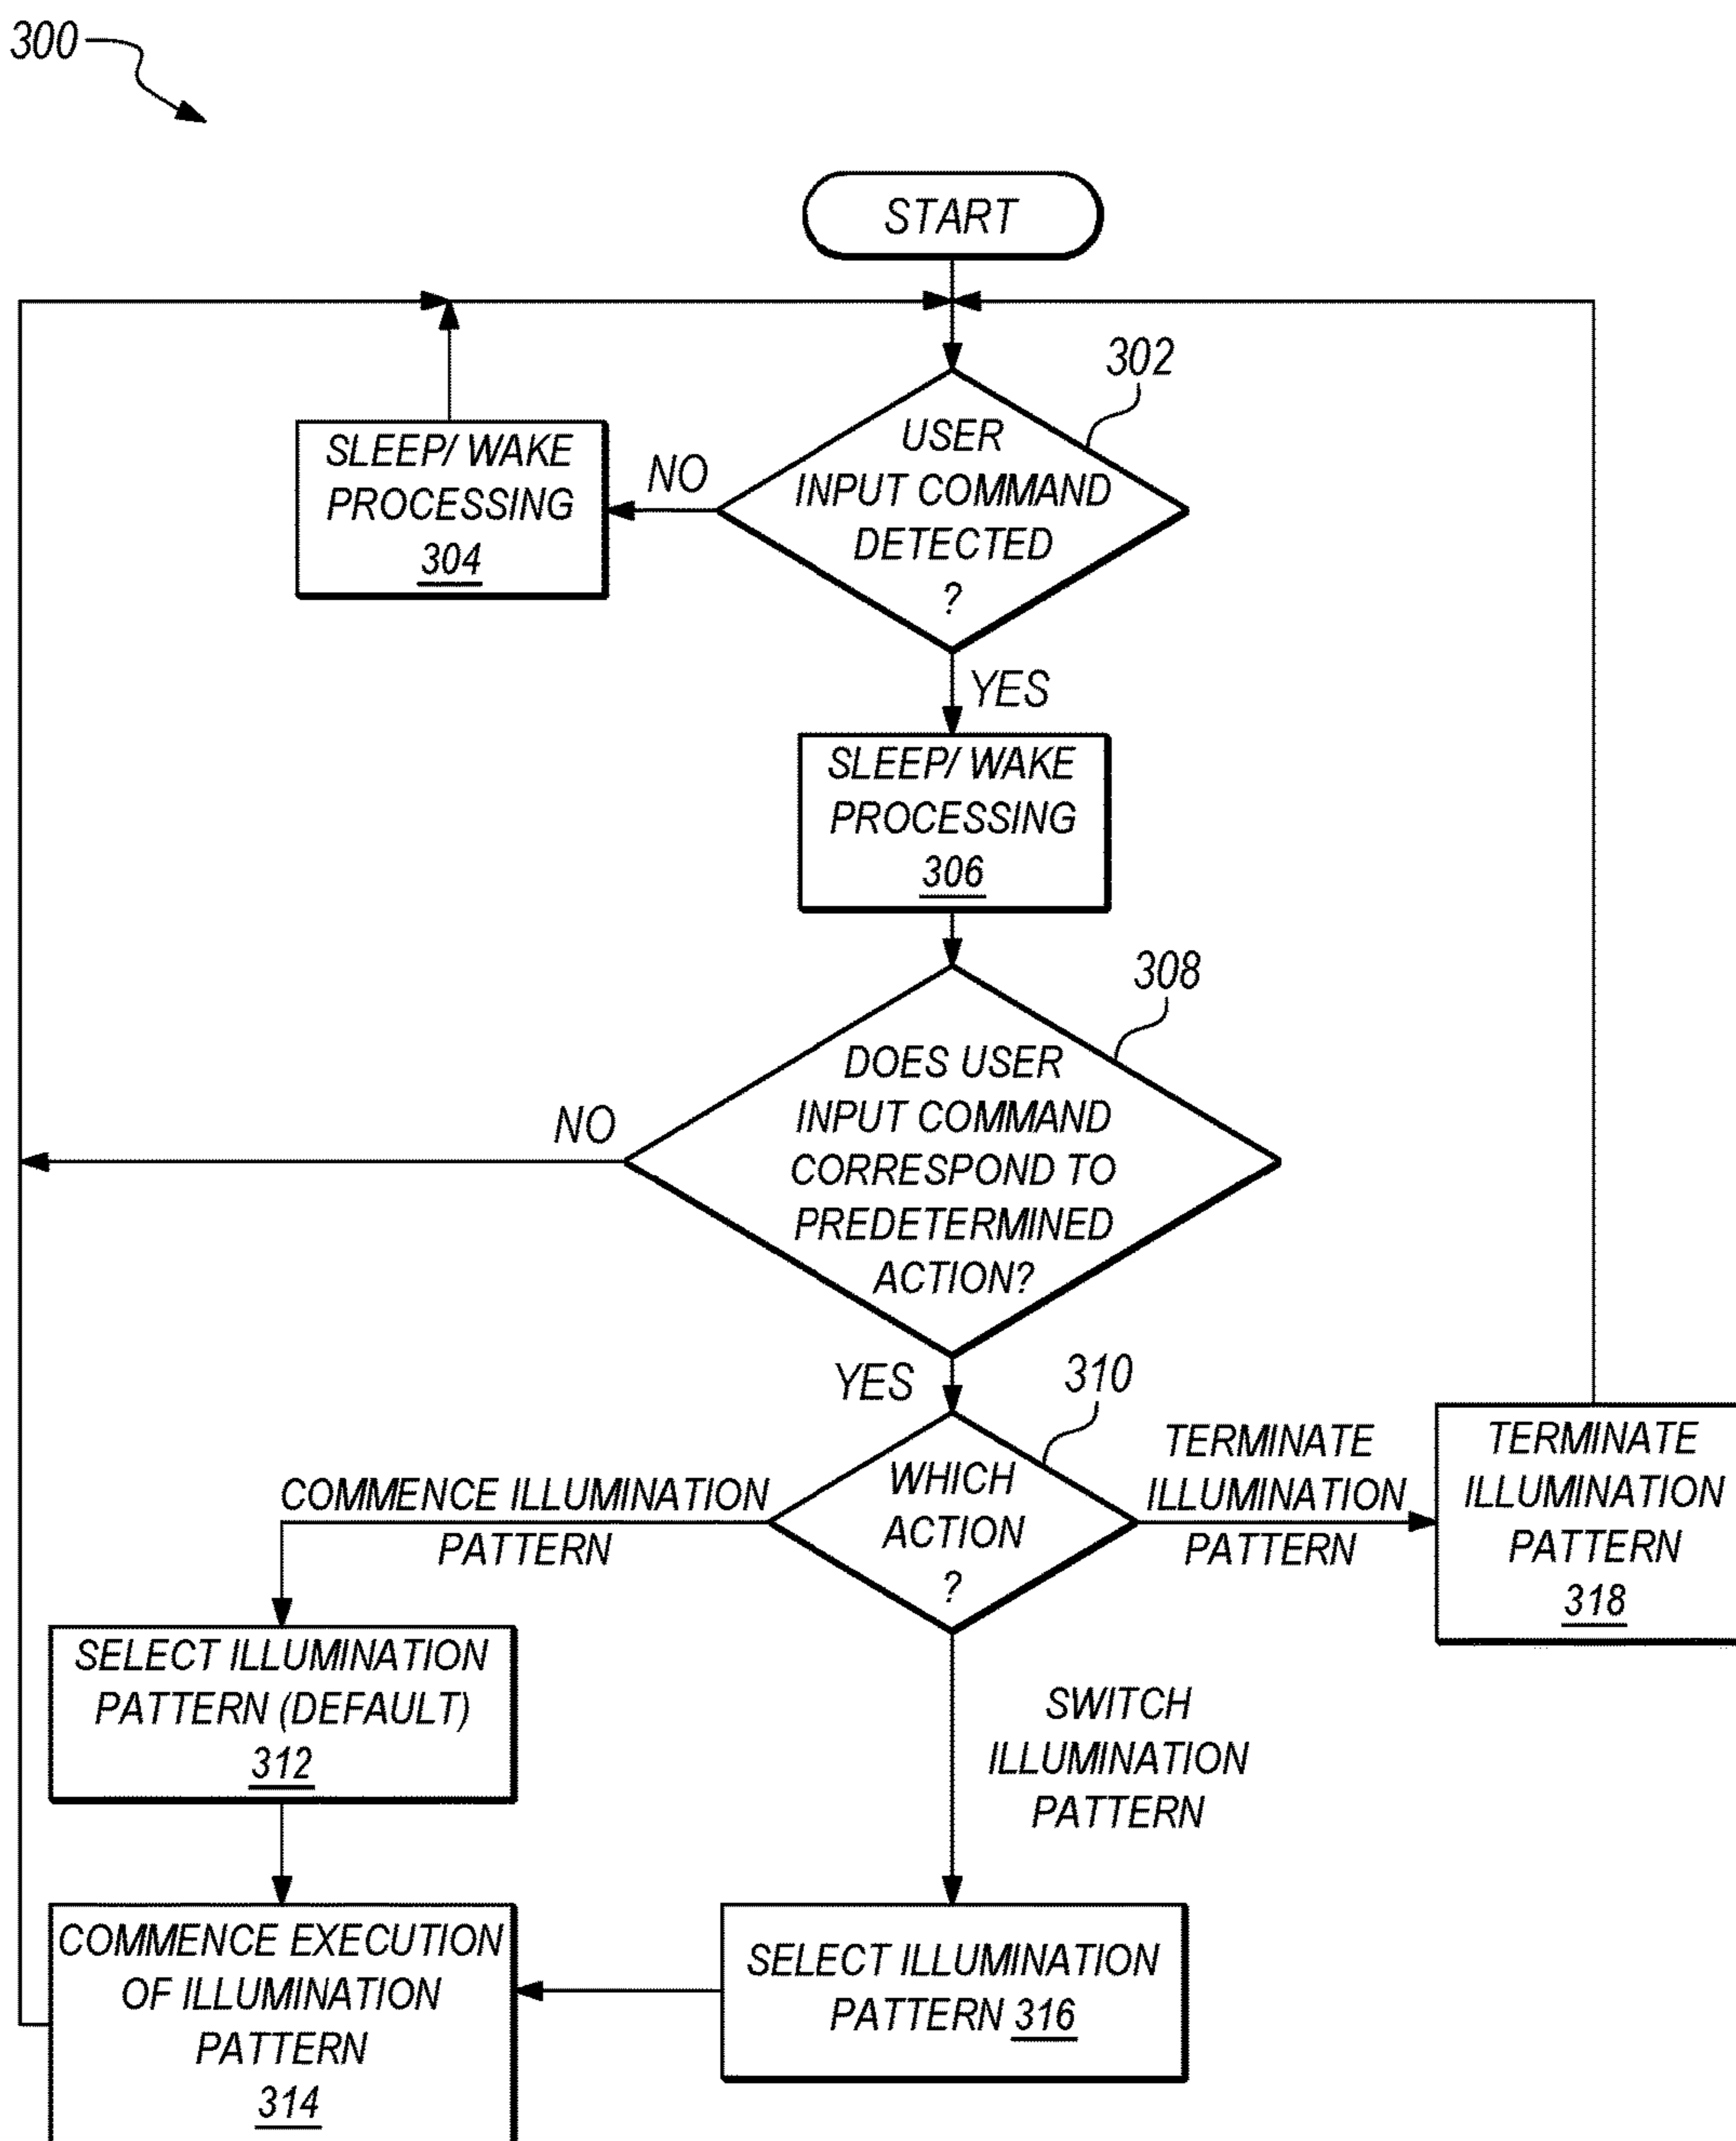 300
START
302
USER
INPUT COMMAND
DETECTED
?
NO
SLEEP/ WAKE
PROCESSING
304
YES
SLEEP/ WAKE
PROCESSING
306
308
DOES USER
INPUT COMMAND
CORRESPOND TO
PREDETERMINED
ACTION?
NO
YES
310
WHICH
ACTION
?
COMMENCE ILLUMINATION
PATTERN
TERMINATE
ILLUMINATION
PATTERN
TERMINATE
ILLUMINATION
PATTERN
318
SELECT ILLUMINATION
PATTERN (DEFAULT)
312
SWITCH
ILLUMINATION
PATTERN
COMMENCE EXECUTION
OF ILLUMINATION
PATTERN
314
SELECT ILLUMINATION
PATTERN 316